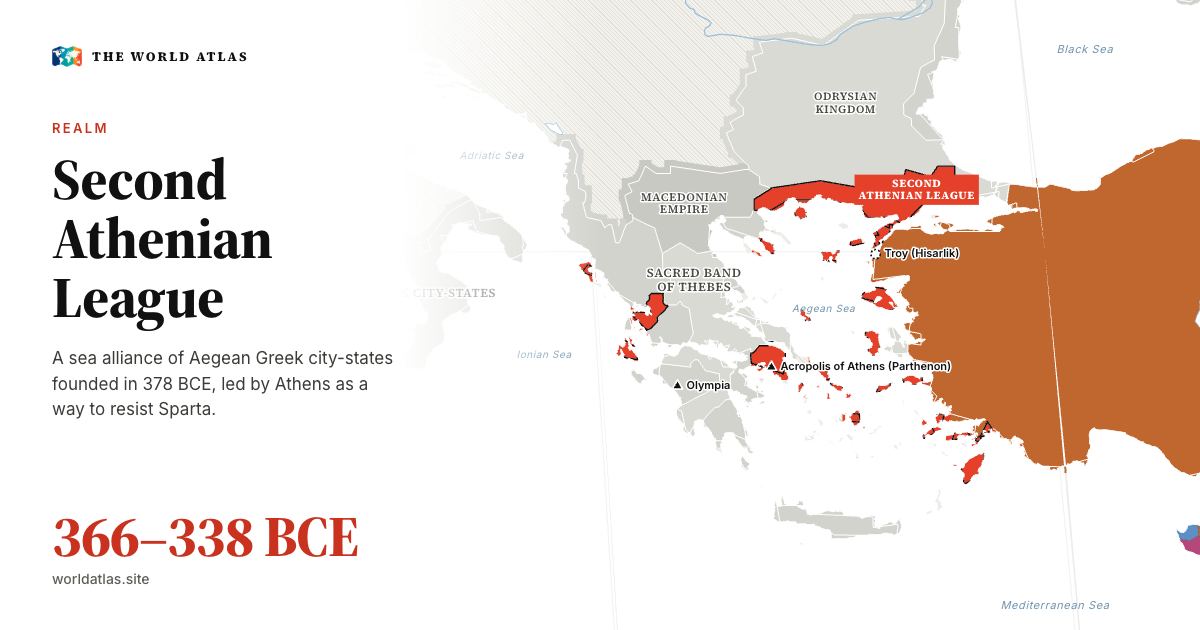 THE WORLD ATLAS
REALM
Second
Athenian
League
A sea alliance of Aegean Greek city-states
founded in 378 BCE, led by Athens as a
way to resist Sparta.
366–338 BCE
worldatlas.site
Black Sea
ODRYSIAN
KINGDOM
Adriatic Sea
MACEDONIAN
EMPIRE
SECOND
ATHENIAN LEAGUE
Troy (Hisarlik)
SACRED BAND
OF THEBES
CITY-STATES
Aegean Sea
Ionian Sea
Acropolis of Athens (Parthenon)
Olympia
Mediterranean Sea